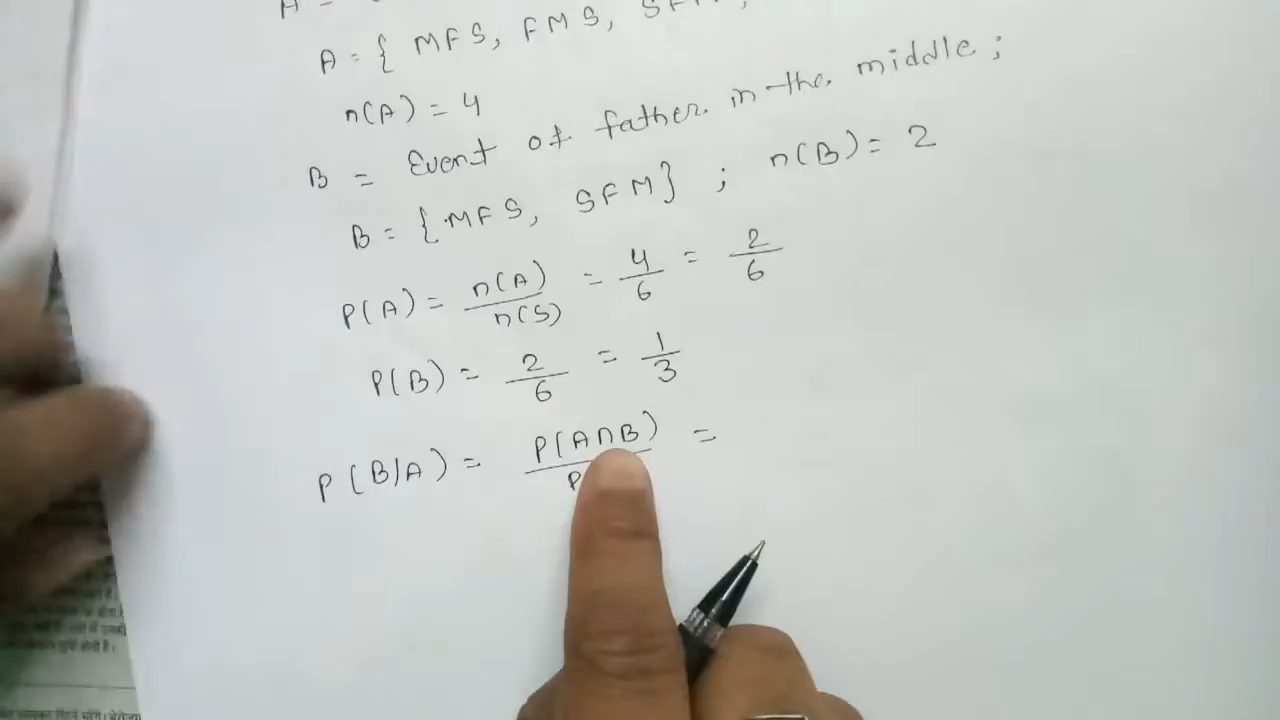 A = { MFS, FMS,
n(A) = 4
B = Event of father in the middle;
B = { MFS, SFM} ; n(B) = 2
P(A) = n(A)/n(S) = 4/6 = 2/6
P(B) = 2/6 = 1/3
P(B/A) = P(A∩B)/P =